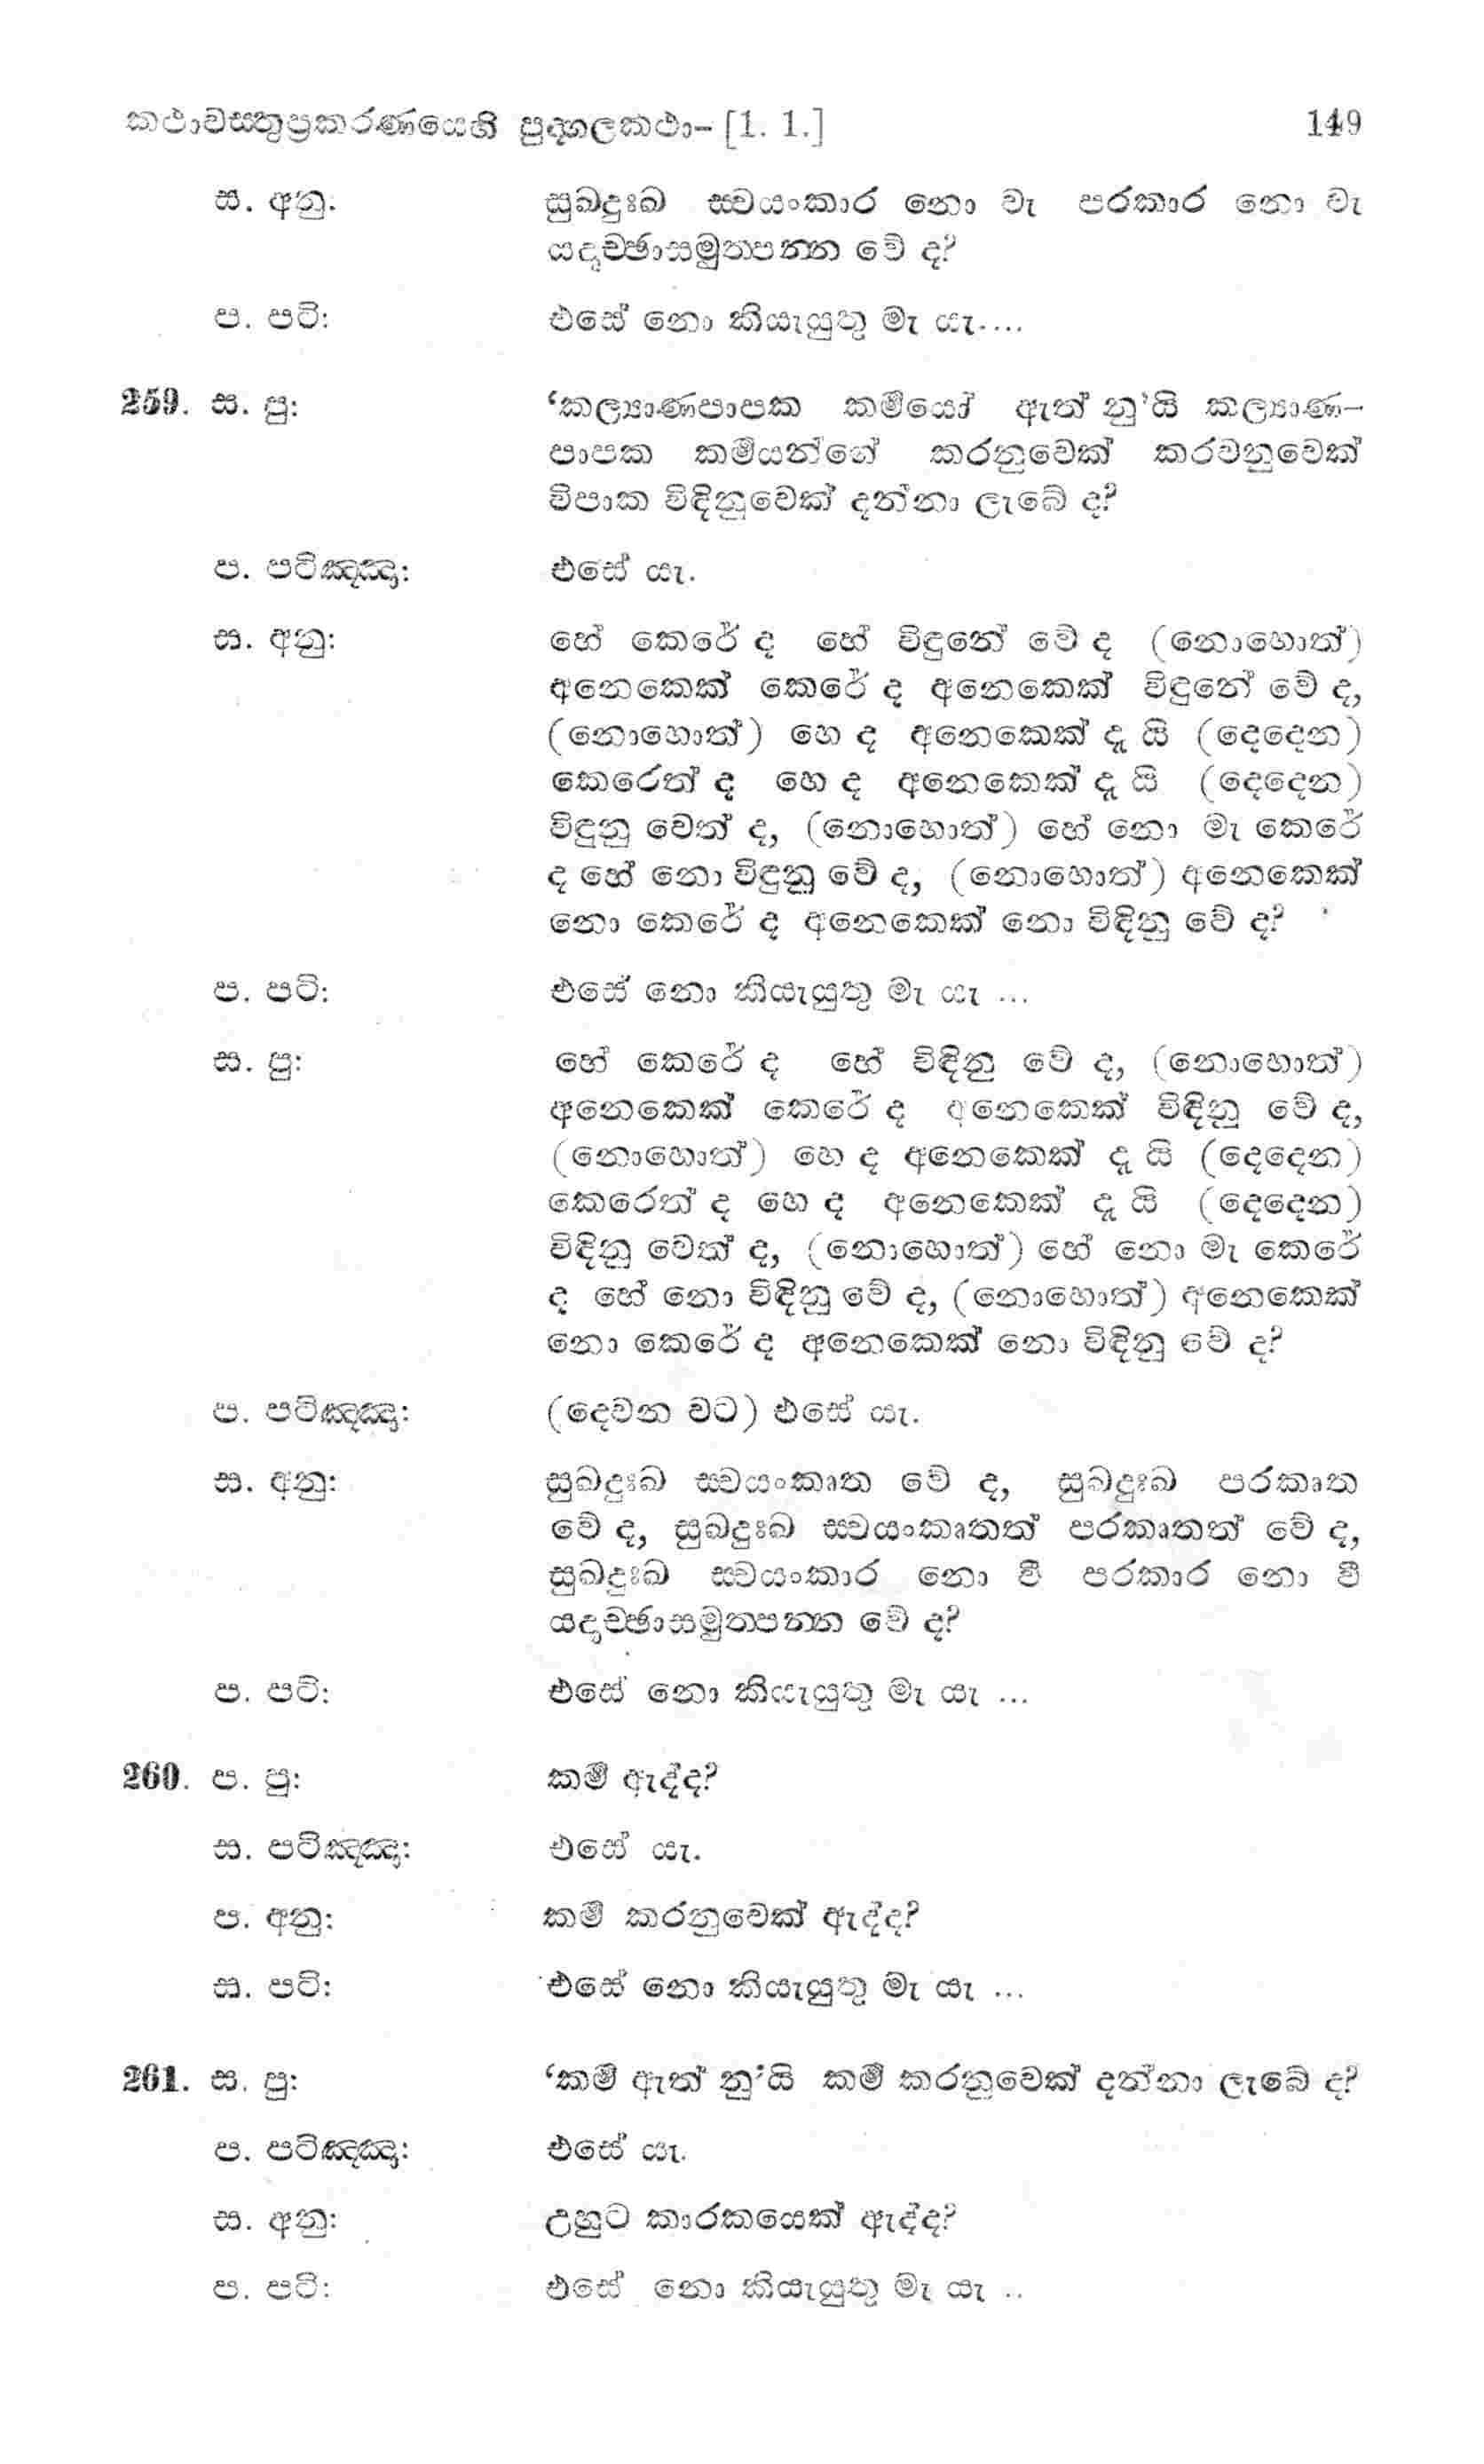 කථාවස්තුප්‍රකරණයෙහි පුද්ගලකථා- [1. 1.] 149
ස. අනු: සුඛදුඃඛ ස්වයංකාර නො වැ පරකාර නො වැ
යදෘච්ඡාසමුත්පන්න වේ ද?
ප. පටි: එසේ නො කියැයුතු මැ යැ....
259. ස. පු: ‘කල්‍යාණපාපක කර්මයෝ ඇත් නු’යි කල්‍යාණ-
පාපක කර්මයන්ගේ කරනුවෙක් කරවනුවෙක්
විපාක විඳිනුවෙක් දන්නා ලැබේ ද?
ප. පටිඤ්ඤා: එසේ යැ.
ස. අනු: හේ කෙරේ ද හේ විඳුනේ වේ ද (නොහොත්)
අනෙකෙක් කෙරේ ද අනෙකෙක් විඳුනේ වේ ද,
(නොහොත්) හෙ ද අනෙකෙක් දැ යි (දෙදෙන)
කෙරෙත් ද හෙ ද අනෙකෙක් දැ යි (දෙදෙන)
විඳුනු වෙත් ද, (නොහොත්) හේ නො මැ කෙරේ
ද හේ නො විඳුනු වේ ද, (නොහොත්) අනෙකෙක්
නො කෙරේ ද අනෙකෙක් නො විඳිනු වේ ද?
ප. පටි: එසේ නො කියැයුතු මැ යැ ...
ස. පු: හේ කෙරේ ද හේ විඳිනු වේ ද, (නොහොත්)
අනෙකෙක් කෙරේ ද අනෙකෙක් විඳිනු වේ ද,
(නොහොත්) හෙ ද අනෙකෙක් දැ යි (දෙදෙන)
කෙරෙත් ද හෙ ද අනෙකෙක් දැ යි (දෙදෙන)
විඳිනු වෙත් ද, (නොහොත්) හේ නො මැ කෙරේ
ද හේ නො විඳිනු වේ ද, (නොහොත්) අනෙකෙක්
නො කෙරේ ද අනෙකෙක් නො විඳිනු වේ ද?
ප. පටිඤ්ඤා: (දෙවන වට) එසේ යැ.
ස. අනු: සුඛදුඃඛ ස්වයංකෘත වේ ද, සුඛදුඃඛ පරකෘත
වේ ද, සුඛදුඃඛ ස්වයංකෘතත් පරකෘතත් වේ ද,
සුඛදුඃඛ ස්වයංකාර නො වී පරකාර නො වී
යදෘච්ඡාසමුත්පන්න වේ ද?
ප. පටි: එසේ නො කියැයුතු මැ යැ ...
260. ප. පු: කර්ම ඇද්ද?
ස. පටිඤ්ඤා: එසේ යැ.
ප. අනු: කර්ම කරනුවෙක් ඇද්ද?
ස. පටි: එසේ නො කියැයුතු මැ යැ ...
261. ස. පු: ‘කර්ම ඇත් නු’යි කර්ම කරනුවෙක් දන්නා ලැබේ ද?
ප. පටිඤ්ඤා: එසේ යැ.
ස. අනු: උහුට කාරකයෙක් ඇද්ද?
ප. පටි: එසේ නො කියැයුතු මැ යැ ..